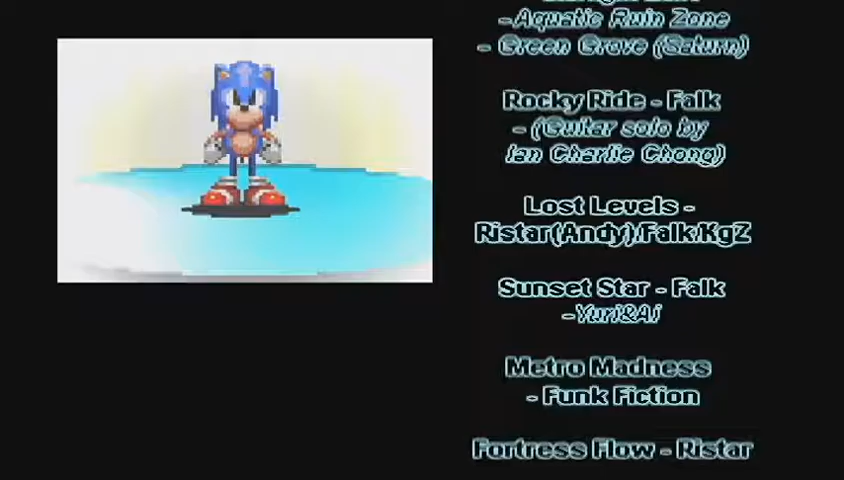 - Aquatic Ruin Zone
- Green Grove (Saturn)
Rocky Ride - Falk
- (Guitar solo by
Ian Charlie Chong)
Lost Levels -
Ristar(Andy)/Falk/KgZ
Sunset Star - Falk
-Yuri&Ai
Metro Madness
- Funk Fiction
Fortress Flow - Ristar